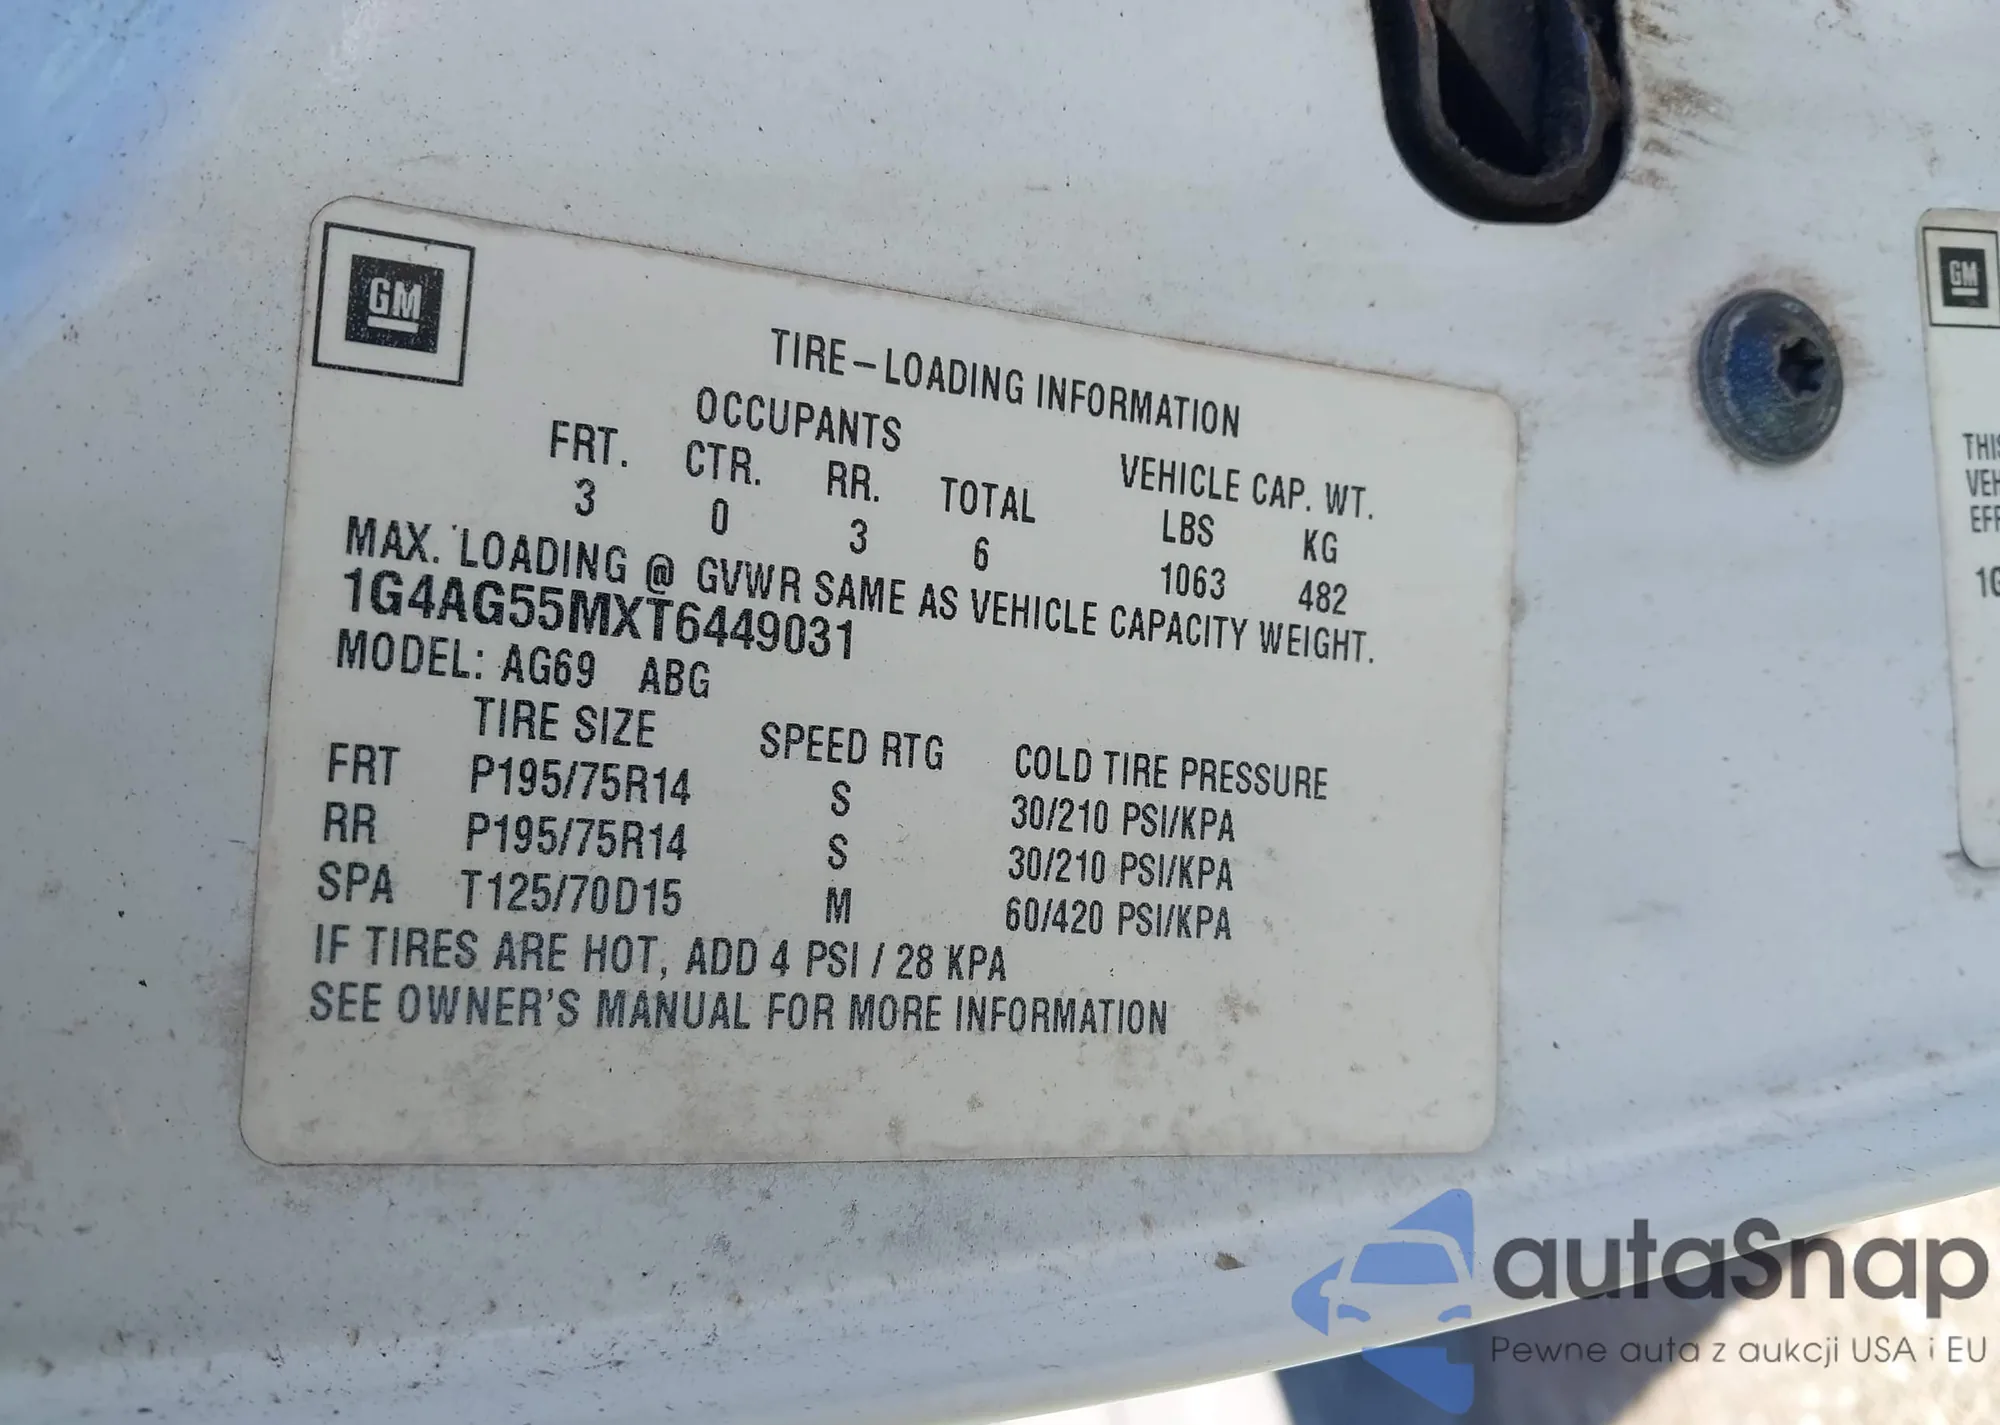 GM
TIRE-LOADING INFORMATION
OCCUPANTS
VEHICLE CAP. WT.
FRT. CTR. RR. TOTAL LBS KG
3 0 3 6 1063 482
MAX. LOADING @ GVWR SAME AS VEHICLE CAPACITY WEIGHT.
1G4AG55MXT6449031
MODEL: AG69 ABG
TIRE SIZE SPEED RTG COLD TIRE PRESSURE
FRT P195/75R14 S 30/210 PSI/KPA
RR P195/75R14 S 30/210 PSI/KPA
SPA T125/70D15 M 60/420 PSI/KPA
IF TIRES ARE HOT, ADD 4 PSI / 28 KPA
SEE OWNER'S MANUAL FOR MORE INFORMATION
GM
THIS
VEH
EFF
1G
autaSnap
Pewne auta z aukcji USA i EU